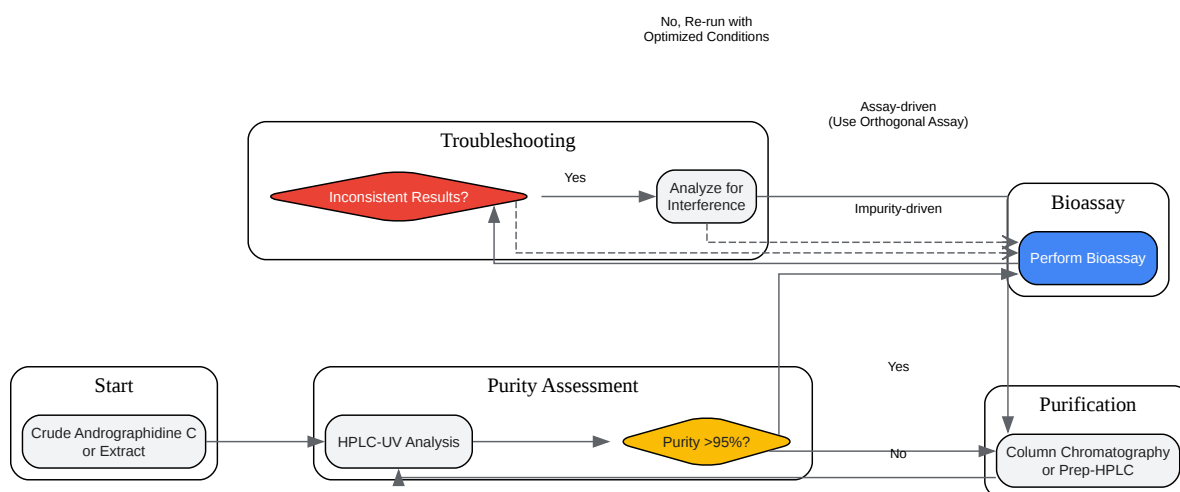 No, Re-run with
Optimized Conditions
Assay-driven
(Use Orthogonal Assay)
Troubleshooting
Inconsistent Results?
Yes
Analyze for
Interference
Impurity-driven
Bioassay
Perform Bioassay
Start
Crude Andrographidine C
or Extract
Purity Assessment
HPLC-UV Analysis
Purity >95%?
Yes
No
Purification
Column Chromatography
or Prep-HPLC